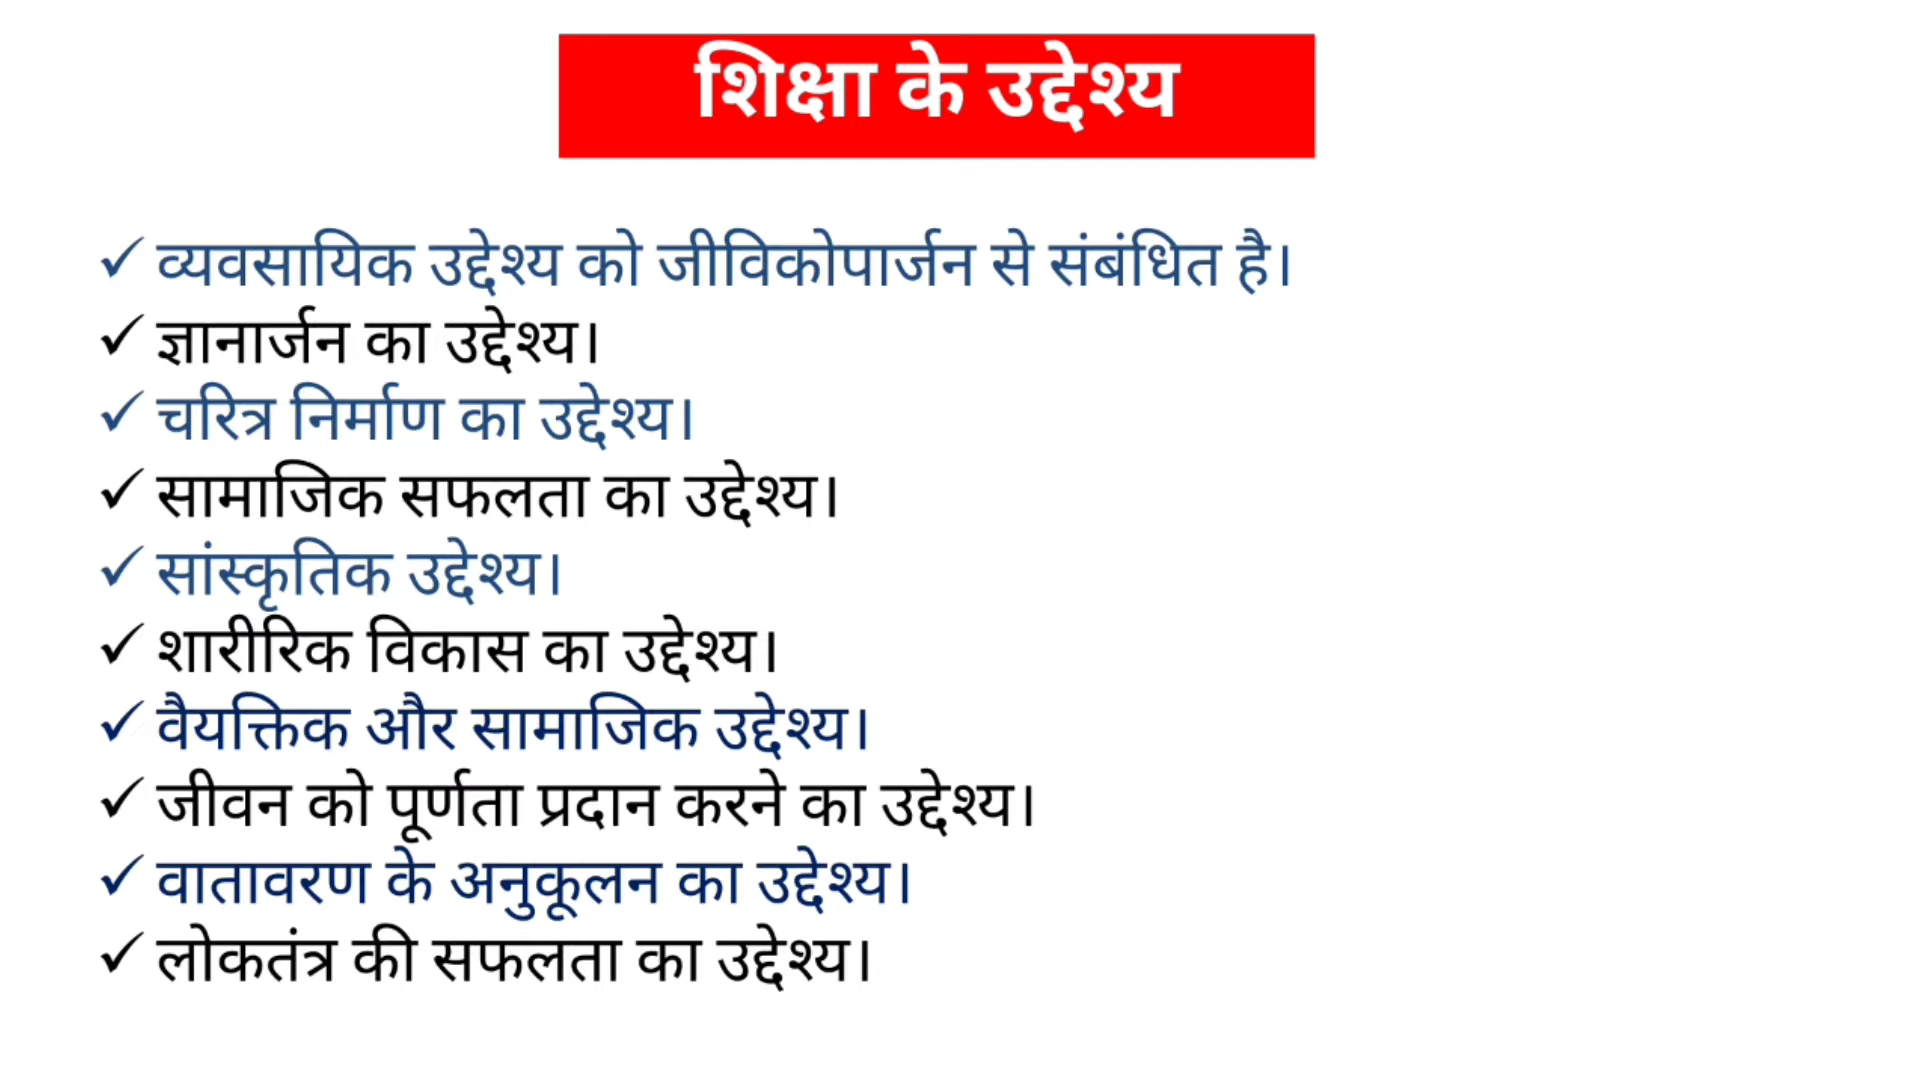 शिक्षा के उद्देश्य
✓ व्यवसायिक उद्देश्य को जीविकोपार्जन से संबंधित है।
✓ ज्ञानार्जन का उद्देश्य।
✓ चरित्र निर्माण का उद्देश्य।
✓ सामाजिक सफलता का उद्देश्य।
✓ सांस्कृतिक उद्देश्य।
✓ शारीरिक विकास का उद्देश्य।
✓ वैयक्तिक और सामाजिक उद्देश्य।
✓ जीवन को पूर्णता प्रदान करने का उद्देश्य।
✓ वातावरण के अनुकूलन का उद्देश्य।
✓ लोकतंत्र की सफलता का उद्देश्य।